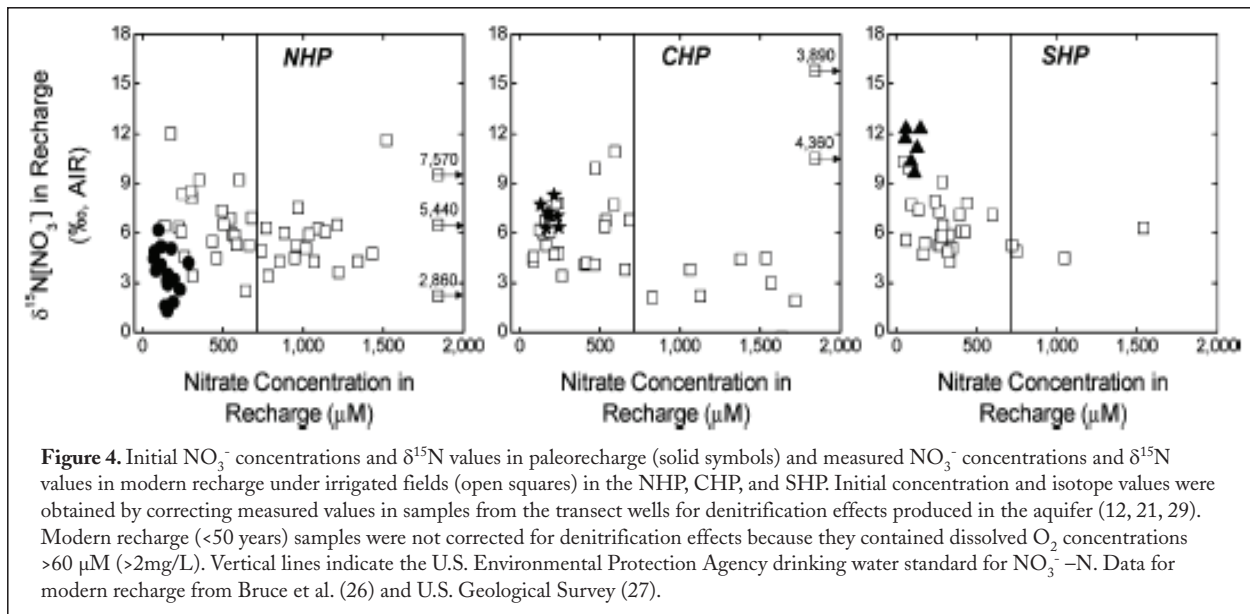 NHP
CHP
SHP
18
15
12
9
6
3
0
7,570
5,440
2,860
0
500
1,000
1,500
2,000
18
15
12
9
6
3
0
3,890
4,380
0
500
1,000
1,500
2,000
18
15
12
9
6
3
0
0
500
1,000
1,500
2,000
δ¹⁵N[NO₃] in Recharge
(‰, AIR)
Nitrate Concentration in
Recharge (μM)
Nitrate Concentration in
Recharge (μM)
Nitrate Concentration in
Recharge (μM)
Figure 4. Initial NO₃⁻ concentrations and δ¹⁵N values in paleorecharge (solid symbols) and measured NO₃⁻ concentrations and δ¹⁵N
values in modern recharge under irrigated fields (open squares) in the NHP, CHP, and SHP. Initial concentration and isotope values were
obtained by correcting measured values in samples from the transect wells for denitrification effects produced in the aquifer (12, 21, 29).
Modern recharge (<50 years) samples were not corrected for denitrification effects because they contained dissolved O₂ concentrations
>60 μM (>2mg/L). Vertical lines indicate the U.S. Environmental Protection Agency drinking water standard for NO₃⁻ –N. Data for
modern recharge from Bruce et al. (26) and U.S. Geological Survey (27).